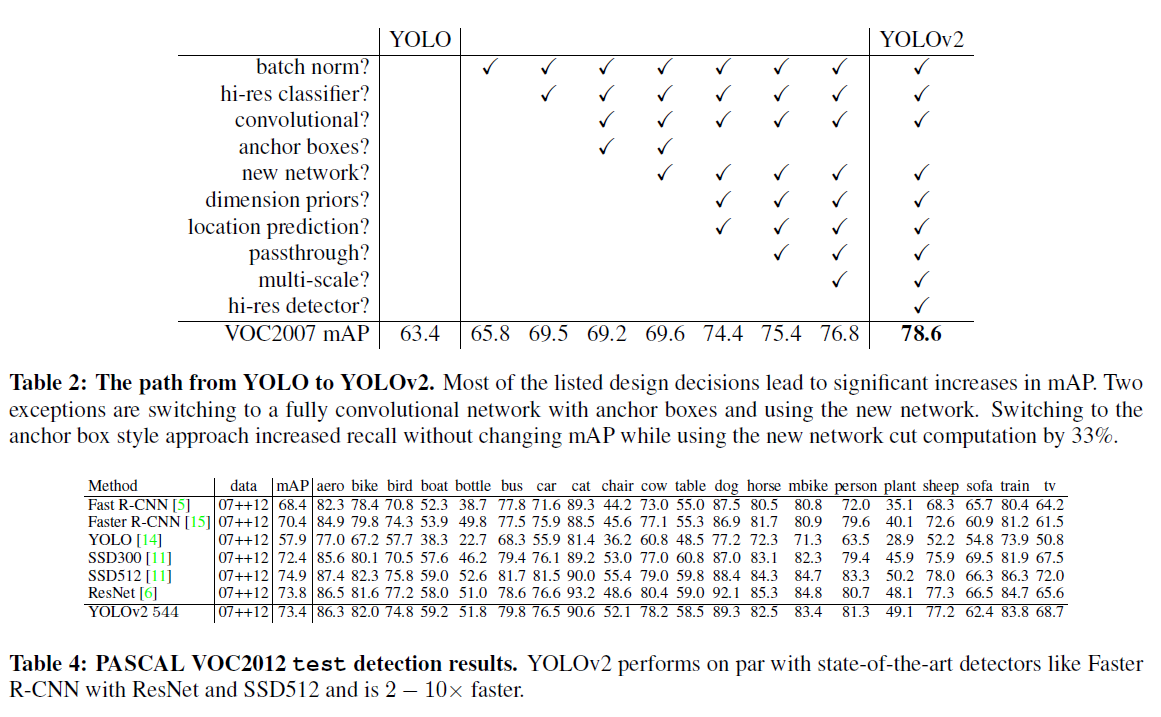 YOLO YOLOv2
batch norm? ✓ ✓ ✓ ✓ ✓ ✓ ✓ ✓
hi-res classifier? ✓ ✓ ✓ ✓ ✓ ✓ ✓
convolutional? ✓ ✓ ✓ ✓ ✓ ✓
anchor boxes? ✓ ✓
new network? ✓ ✓ ✓ ✓ ✓
dimension priors? ✓ ✓ ✓ ✓
location prediction? ✓ ✓ ✓ ✓
passthrough? ✓ ✓ ✓
multi-scale? ✓ ✓
hi-res detector? ✓
VOC2007 mAP 63.4 65.8 69.5 69.2 69.6 74.4 75.4 76.8 78.6
Table 2: The path from YOLO to YOLOv2. Most of the listed design decisions lead to significant increases in mAP. Two
exceptions are switching to a fully convolutional network with anchor boxes and using the new network. Switching to the
anchor box style approach increased recall without changing mAP while using the new network cut computation by 33%.
Method data mAP aero bike bird boat bottle bus car cat chair cow table dog horse mbike person plant sheep sofa train tv
Fast R-CNN [5] 07++12 68.4 82.3 78.4 70.8 52.3 38.7 77.8 71.6 89.3 44.2 73.0 55.0 87.5 80.5 80.8 72.0 35.1 68.3 65.7 80.4 64.2
Faster R-CNN [15] 07++12 70.4 84.9 79.8 74.3 53.9 49.8 77.5 75.9 88.5 45.6 77.1 55.3 86.9 81.7 80.9 79.6 40.1 72.6 60.9 81.2 61.5
YOLO [14] 07++12 57.9 77.0 67.2 57.7 38.3 22.7 68.3 55.9 81.4 36.2 60.8 48.5 77.2 72.3 71.3 63.5 28.9 52.2 54.8 73.9 50.8
SSD300 [11] 07++12 72.4 85.6 80.1 70.5 57.6 46.2 79.4 76.1 89.2 53.0 77.0 60.8 87.0 83.1 82.3 79.4 45.9 75.9 69.5 81.9 67.5
SSD512 [11] 07++12 74.9 87.4 82.3 75.8 59.0 52.6 81.7 81.5 90.0 55.4 79.0 59.8 88.4 84.3 84.7 83.3 50.2 78.0 66.3 86.3 72.0
ResNet [6] 07++12 73.8 86.5 81.6 77.2 58.0 51.0 78.6 76.6 93.2 48.6 80.4 59.0 92.1 85.3 84.8 80.7 48.1 77.3 66.5 84.7 65.6
YOLOv2 544 07++12 73.4 86.3 82.0 74.8 59.2 51.8 79.8 76.5 90.6 52.1 78.2 58.5 89.3 82.5 83.4 81.3 49.1 77.2 62.4 83.8 68.7
Table 4: PASCAL VOC2012 test detection results. YOLOv2 performs on par with state-of-the-art detectors like Faster
R-CNN with ResNet and SSD512 and is 2 − 10× faster.